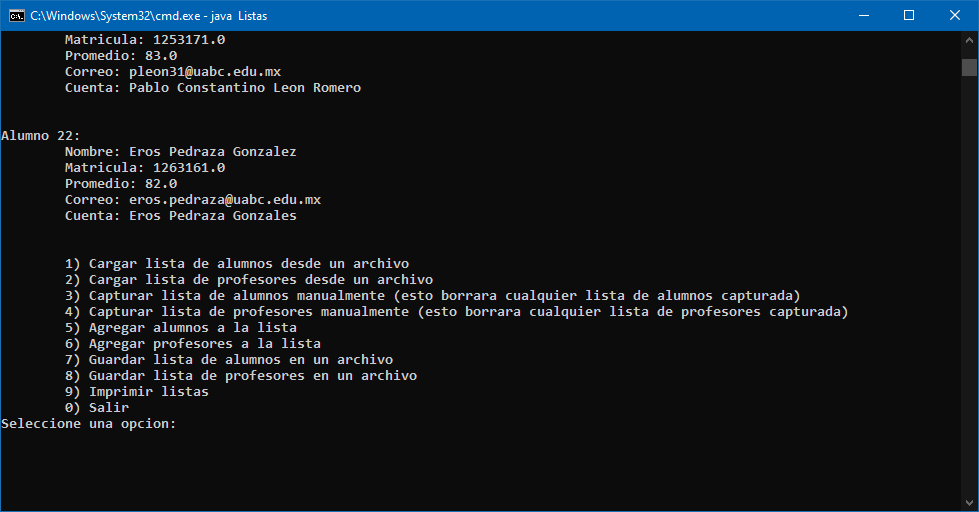 C:\Windows\System32\cmd.exe - java  Listas
Matricula: 1253171.0
Promedio: 83.0
Correo: pleon31@uabc.edu.mx
Cuenta: Pablo Constantino Leon Romero
Alumno 22:
Nombre: Eros Pedraza Gonzalez
Matricula: 1263161.0
Promedio: 82.0
Correo: eros.pedraza@uabc.edu.mx
Cuenta: Eros Pedraza Gonzales
1) Cargar lista de alumnos desde un archivo
2) Cargar lista de profesores desde un archivo
3) Capturar lista de alumnos manualmente (esto borrara cualquier lista de alumnos capturada)
4) Capturar lista de profesores manualmente (esto borrara cualquier lista de profesores capturada)
5) Agregar alumnos a la lista
6) Agregar profesores a la lista
7) Guardar lista de alumnos en un archivo
8) Guardar lista de profesores en un archivo
9) Imprimir listas
0) Salir
Seleccione una opcion: